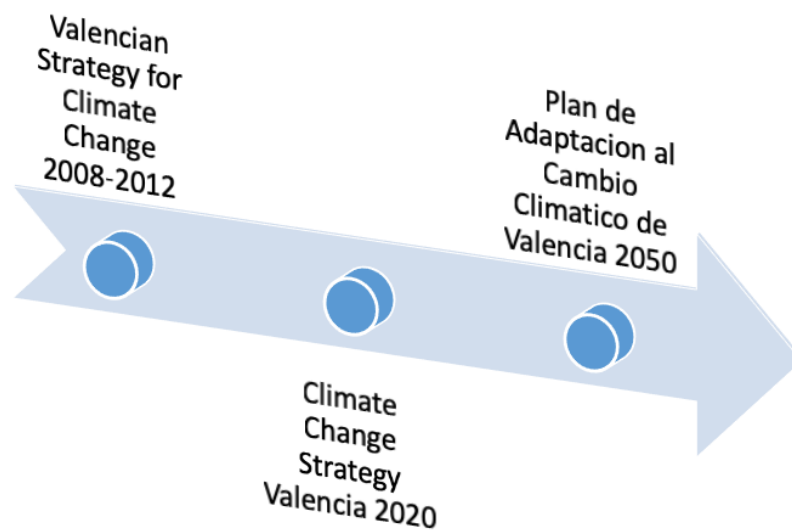 Valencian
Strategy for
Climate
Change
2008-2012
Climate
Change
Strategy
Valencia 2020
Plan de
Adaptacion al
Cambio
Climatico de
Valencia 2050